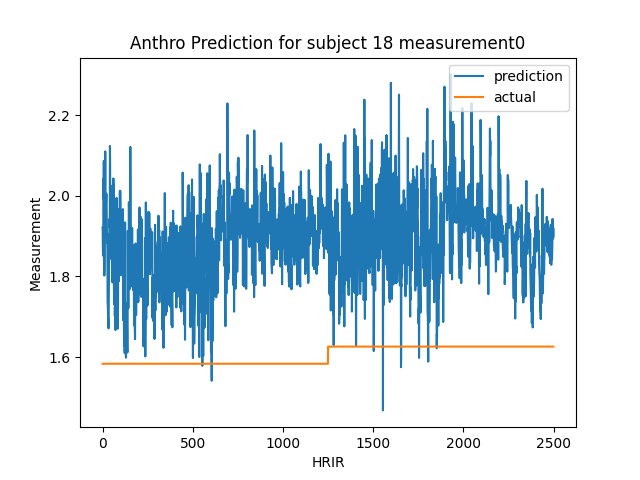 Anthro Prediction for subject 18 measurement0
prediction
actual
2.2
2.0
1.8
1.6
Measurement
0
500
1000
1500
2000
2500
HRIR